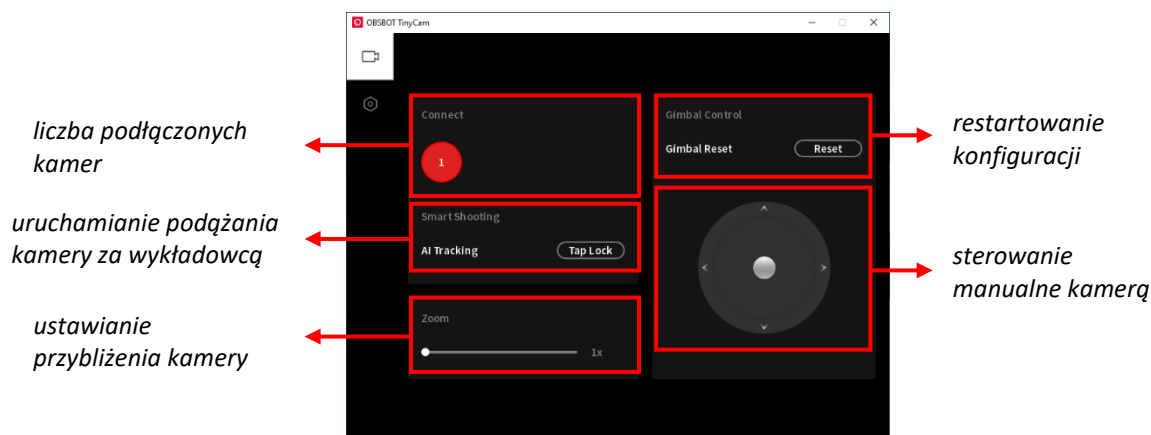 OBSBOT TinyCam
liczba podłączonych
kamer
uruchamianie podążania
kamery za wykładowcą
ustawianie
przybliżenia kamery
Connect
1
Smart Shooting
AI Tracking Tap Lock
Zoom
1x
Gimbal Control
Gimbal Reset Reset
restartowanie
konfiguracji
sterowanie
manualne kamerą